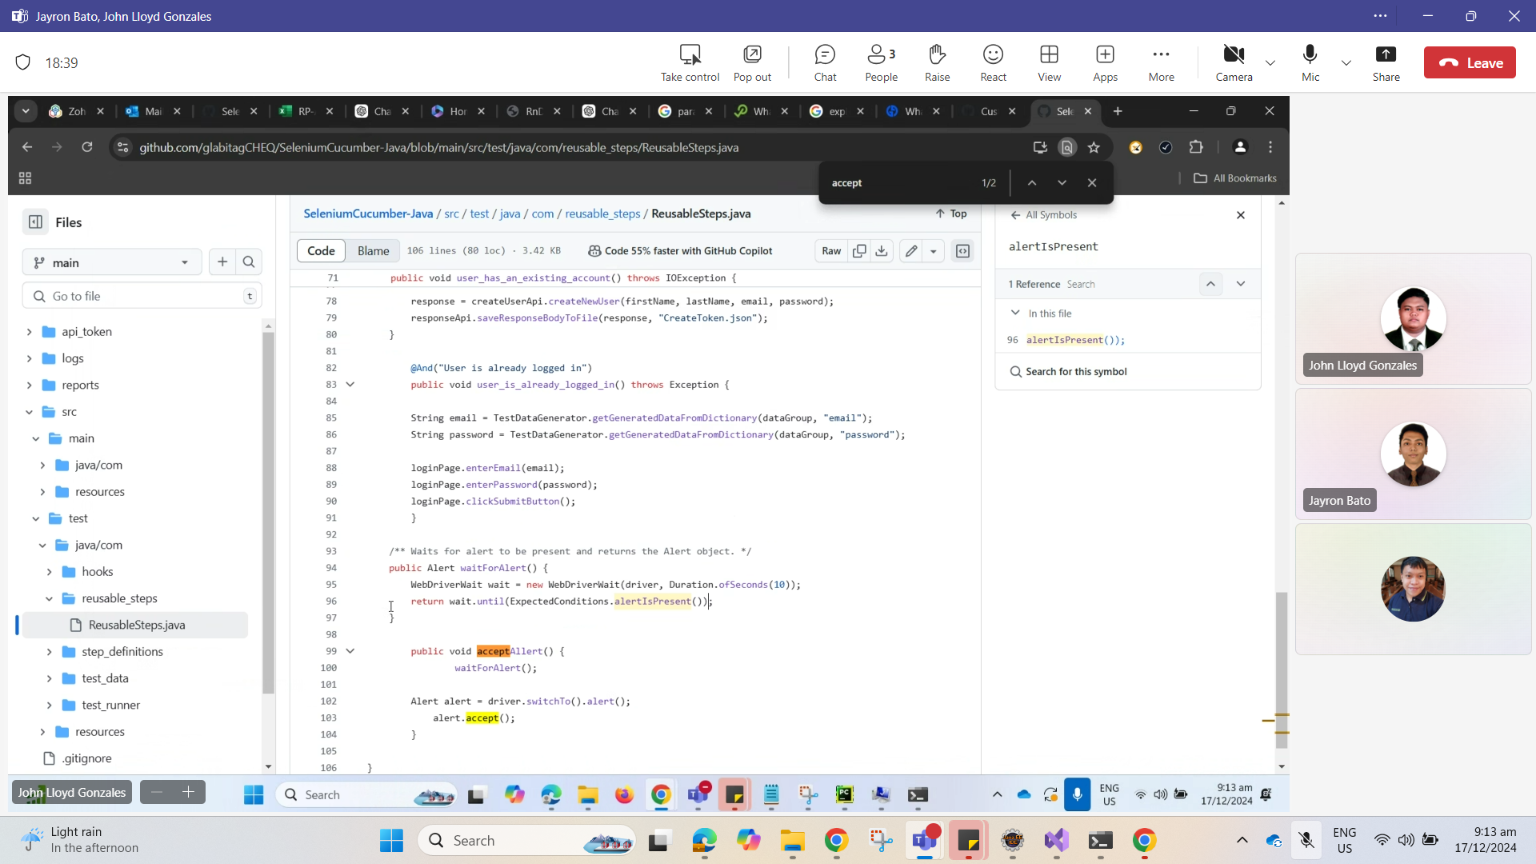 Jayron Bato, John Lloyd Gonzales
18:39
Take control
Pop out
Chat
3
People
Raise
React
View
Apps
More
Camera
Mic
Share
Leave
Zoh
Mai
Sele
RP-
Cha
Hor
RnD
Cha
para
Wh
exp
Wha
Cus
Sele
github.com/glabitagCHEQ/SeleniumCucumber-Java/blob/main/src/test/java/com/reusable_steps/ReusableSteps.java
accept
1/2
All Bookmarks
Files
main
Go to file
t
api_token
logs
reports
src
main
java/com
resources
test
java/com
hooks
reusable_steps
ReusableSteps.java
step_definitions
test_data
test_runner
resources
.gitignore
SeleniumCucumber-Java / src / test / java / com / reusable_steps / ReusableSteps.java
Top
Code
Blame
106 lines (80 loc) · 3.42 KB
Code 55% faster with GitHub Copilot
Raw
71 public void user_has_an_existing_account() throws IOException {
78 response = createUserApi.createNewUser(firstName, lastName, email, password);
79 responseApi.saveResponseBodyToFile(response, "CreateToken.json");
80 }
81
82 @And("User is already logged in")
83 public void user_is_already_logged_in() throws Exception {
84
85 String email = TestDataGenerator.getGeneratedDataFromDictionary(dataGroup, "email");
86 String password = TestDataGenerator.getGeneratedDataFromDictionary(dataGroup, "password");
87
88 loginPage.enterEmail(email);
89 loginPage.enterPassword(password);
90 loginPage.clickSubmitButton();
91 }
92
93 /** Waits for alert to be present and returns the Alert object. */
94 public Alert waitForAlert() {
95 WebDriverWait wait = new WebDriverWait(driver, Duration.ofSeconds(10));
96 return wait.until(ExpectedConditions.alertIsPresent());
97 }
98
99 public void acceptAllert() {
100 waitForAlert();
101
102 Alert alert = driver.switchTo().alert();
103 alert.accept();
104 }
105
106 }
All Symbols
alertIsPresent
1 Reference Search
In this file
96 alertIsPresent());
Search for this symbol
John Lloyd Gonzales
Jayron Bato
John Lloyd Gonzales
Search
ENG
US
9:13 am
17/12/2024
Light rain
In the afternoon
Search
ENG
US
9:13 am
17/12/2024